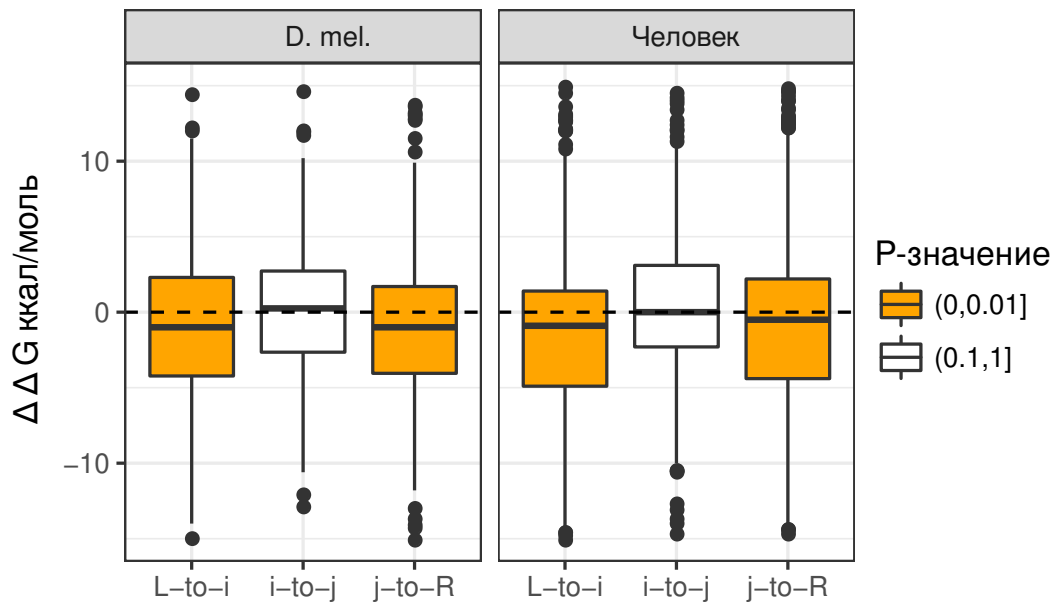 D. mel.
Человек
ΔΔG ккал/моль
10
0
−10
L−to−i
i−to−j
j−to−R
L−to−i
i−to−j
j−to−R
P-значение
(0,0.01]
(0.1,1]